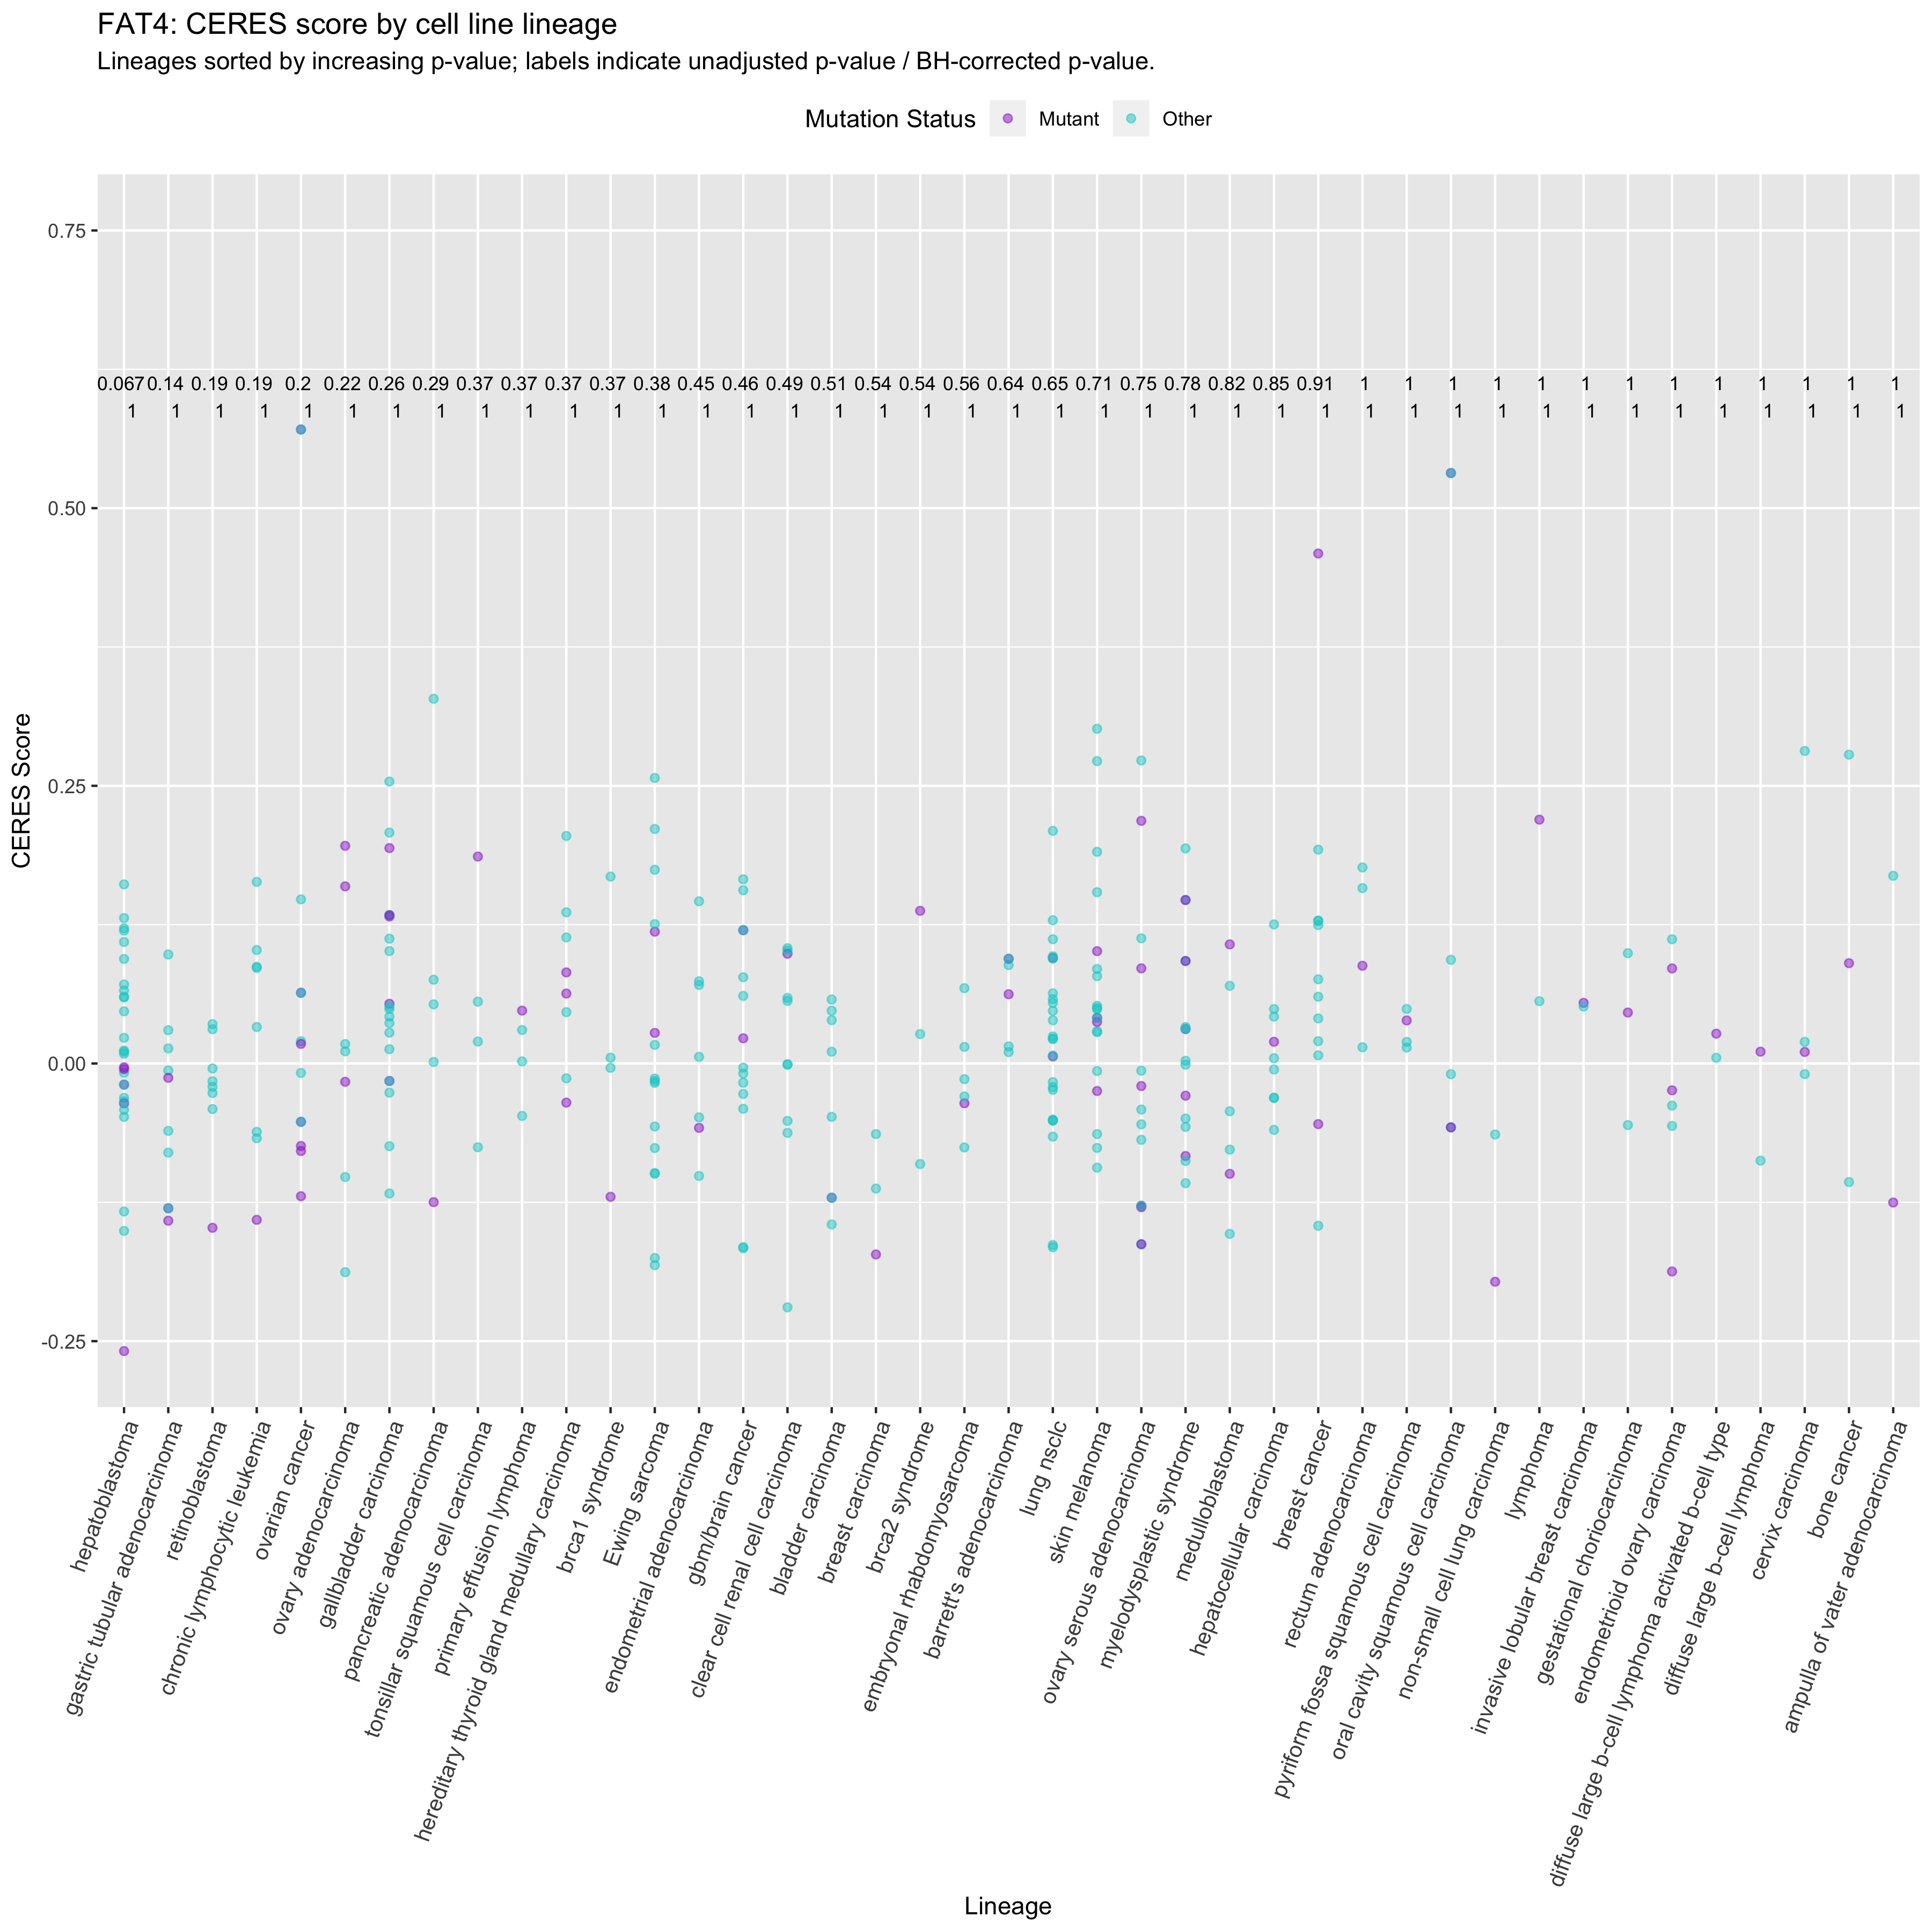 FAT4: CERES score by cell line lineage
Lineages sorted by increasing p-value; labels indicate unadjusted p-value / BH-corrected p-value.
Mutation Status Mutant Other
0.75
0.067 0.14 0.19 0.19 0.2 0.22 0.26 0.29 0.37 0.37 0.37 0.37 0.38 0.45 0.46 0.49 0.51 0.54 0.54 0.56 0.64 0.65 0.71 0.75 0.78 0.82 0.85 0.91 1 1 1 1 1 1 1 1 1 1 1 1 1
1 1 1 1 1 1 1 1 1 1 1 1 1 1 1 1 1 1 1 1 1 1 1 1 1 1 1 1 1 1 1 1 1 1 1 1 1 1 1 1 1
0.50
0.25
0.00
-0.25
CERES Score
hepatoblastoma
gastric tubular adenocarcinoma
retinoblastoma
chronic lymphocytic leukemia
ovarian cancer
ovary adenocarcinoma
gallbladder carcinoma
pancreatic adenocarcinoma
tonsillar squamous cell carcinoma
primary effusion lymphoma
hereditary thyroid gland medullary carcinoma
brca1 syndrome
Ewing sarcoma
endometrial adenocarcinoma
gbm/brain cancer
clear cell renal cell carcinoma
bladder carcinoma
breast carcinoma
brca2 syndrome
embryonal rhabdomyosarcoma
barrett's adenocarcinoma
lung nsclc
skin melanoma
ovary serous adenocarcinoma
myelodysplastic syndrome
medulloblastoma
hepatocellular carcinoma
breast cancer
rectum adenocarcinoma
pyriform fossa squamous cell carcinoma
oral cavity squamous cell carcinoma
non-small cell lung carcinoma
lymphoma
invasive lobular breast carcinoma
gestational choriocarcinoma
endometrioid ovary carcinoma
diffuse large b-cell lymphoma activated b-cell type
diffuse large b-cell lymphoma
cervix carcinoma
bone cancer
ampulla of vater adenocarcinoma
Lineage